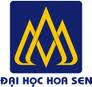 ĐẠI HỌC HOA SEN